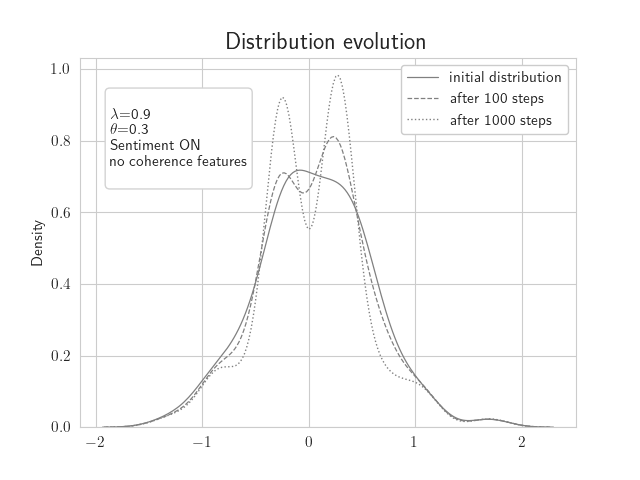 Distribution evolution
1.0
0.8
0.6
0.4
0.2
0.0
Density
λ=0.9
θ=0.3
Sentiment ON
no coherence features
initial distribution
after 100 steps
after 1000 steps
−2 −1 0 1 2